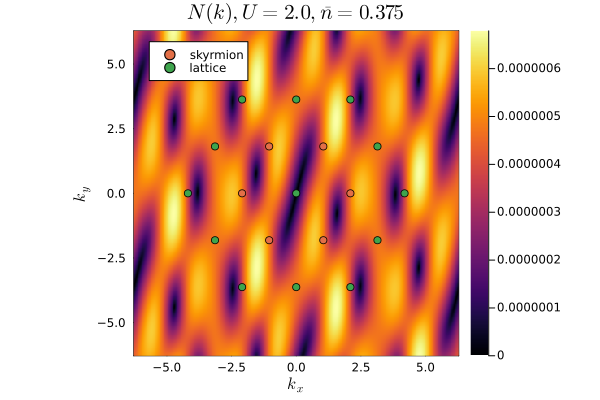 N(k), U = 2.0, n̄ = 0.375
skyrmion
lattice
5.0
2.5
0.0
−2.5
−5.0
k_y
−5.0 −2.5 0.0 2.5 5.0
k_x
0.0000006
0.0000005
0.0000004
0.0000003
0.0000002
0.0000001
0